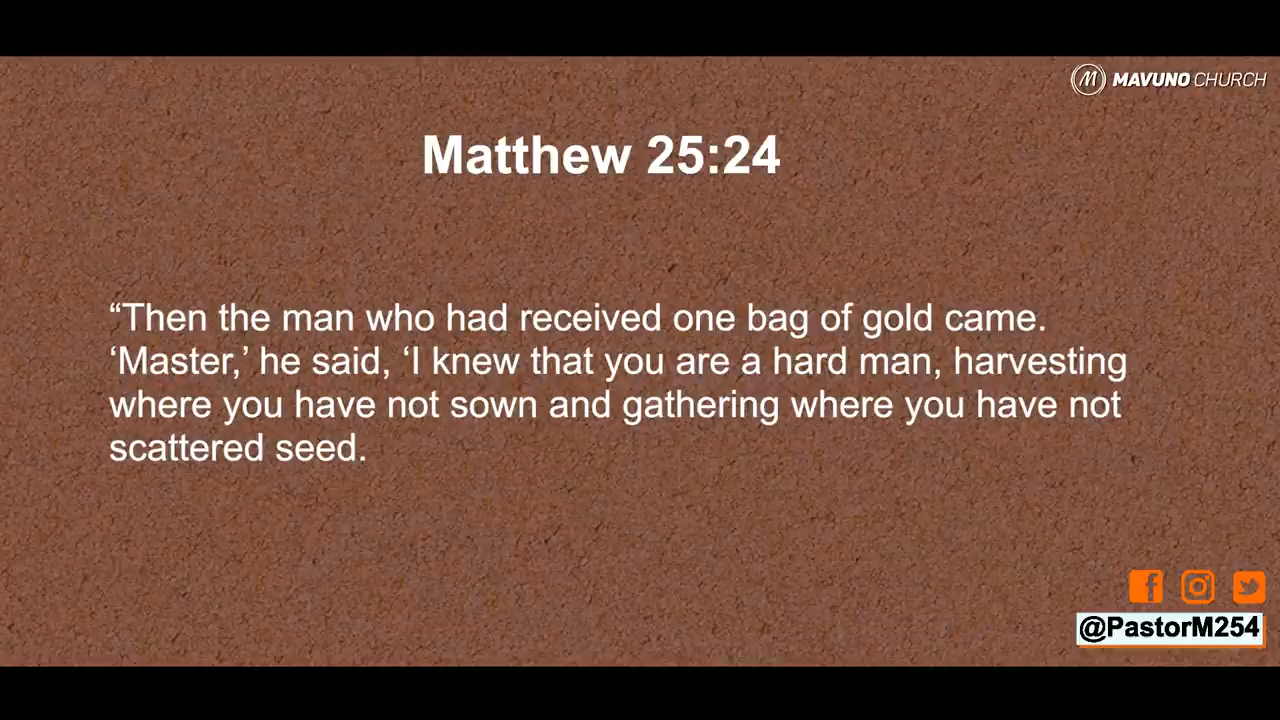 MAVUNO CHURCH
Matthew 25:24
“Then the man who had received one bag of gold came.
‘Master,’ he said, ‘I knew that you are a hard man, harvesting
where you have not sown and gathering where you have not
scattered seed.
@PastorM254